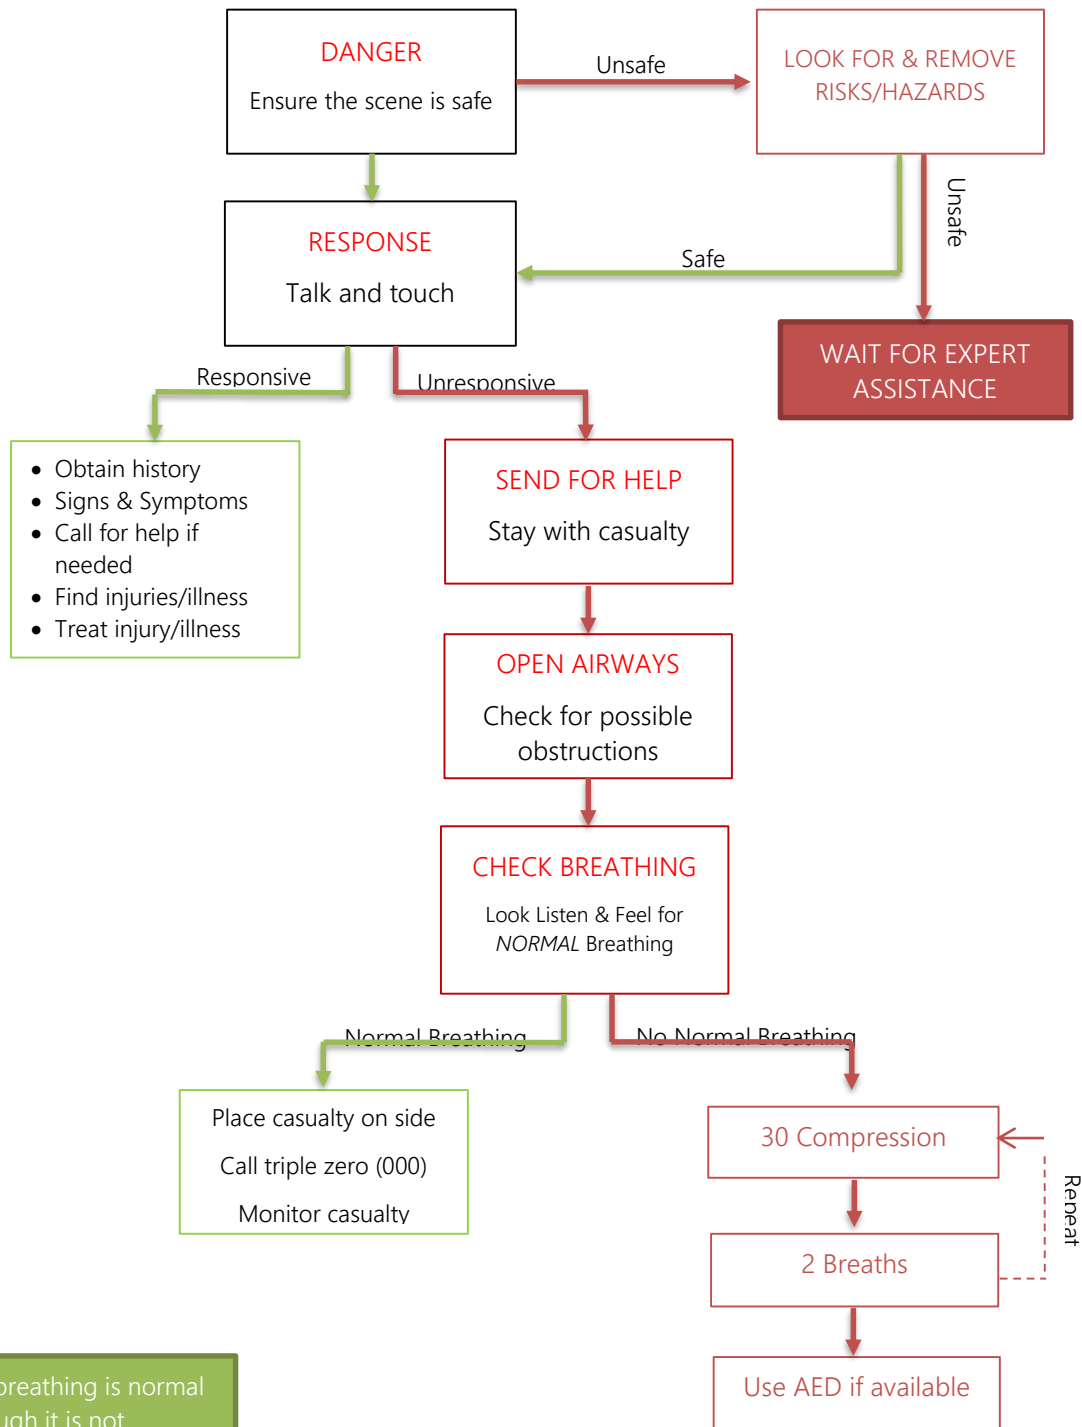 DANGER
Ensure the scene is safe
Unsafe
LOOK FOR & REMOVE
RISKS/HAZARDS
RESPONSE
Talk and touch
Safe
Unsafe
WAIT FOR EXPERT
ASSISTANCE
Responsive
Unresponsive
• Obtain history
• Signs & Symptoms
• Call for help if
needed
• Find injuries/illness
• Treat injury/illness
SEND FOR HELP
Stay with casualty
OPEN AIRWAYS
Check for possible
obstructions
CHECK BREATHING
Look Listen & Feel for
NORMAL Breathing
Normal Breathing
No Normal Breathing
Place casualty on side
Call triple zero (000)
Monitor casualty
30 Compression
Repeat
2 Breaths
Use AED if available
breathing is normal
ugh it is not